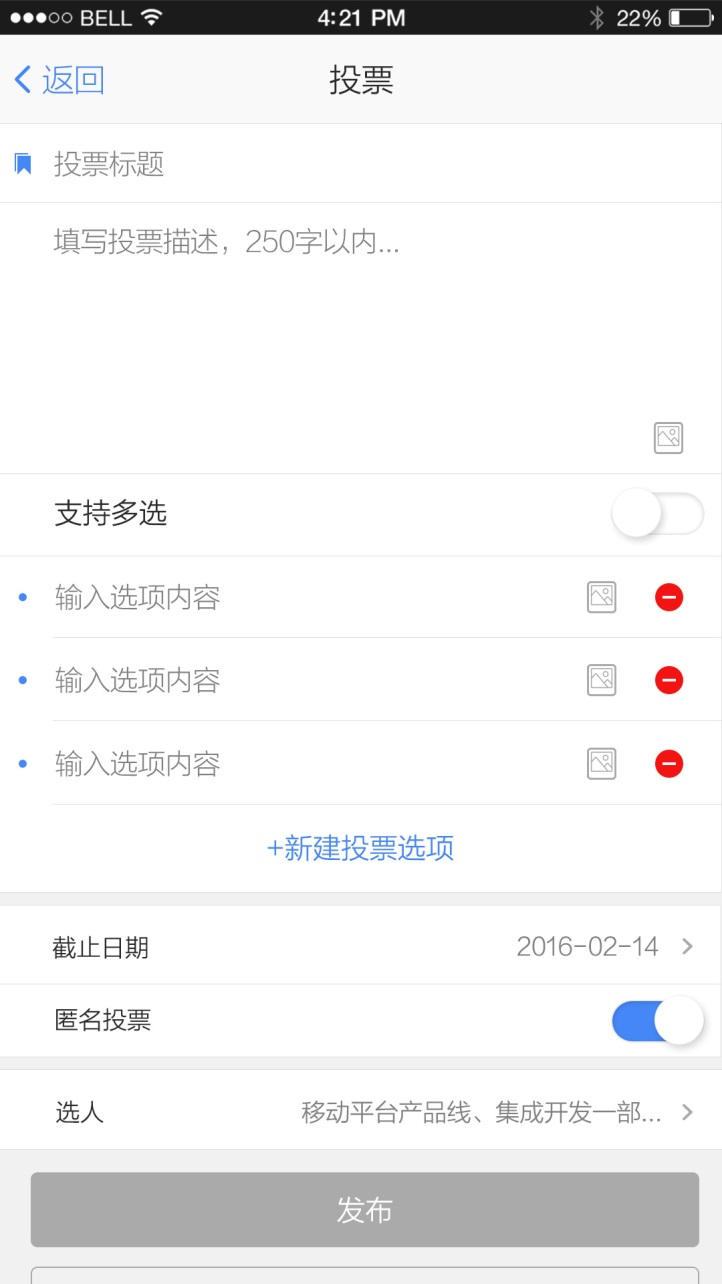 BELL 4:21 PM 22%
返回 投票
投票标题
填写投票描述，250字以内...
支持多选
输入选项内容
输入选项内容
输入选项内容
+新建投票选项
截止日期 2016-02-14
匿名投票
选人 移动平台产品线、集成开发一部...
发布